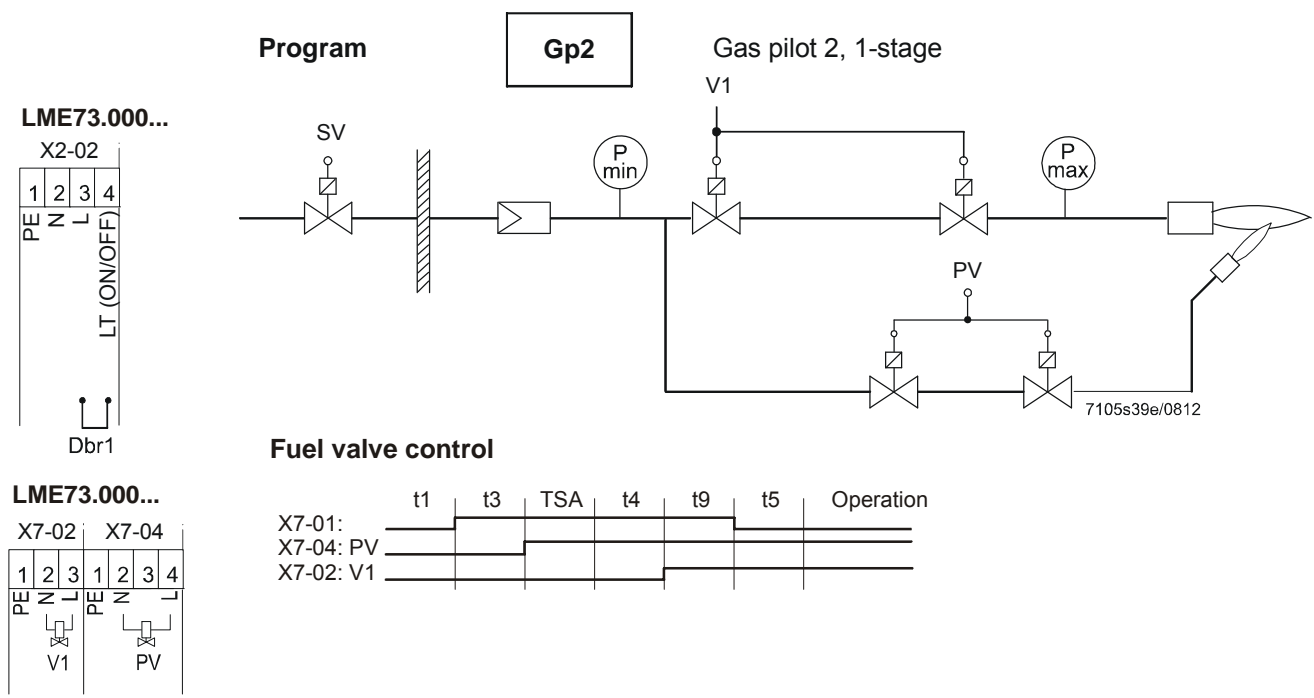 Program
Gp2
Gas pilot 2, 1-stage
V1
LME73.000...
X2-02
1 2 3 4
PE N L LT (ON/OFF)
Dbr1
SV
P min
P max
PV
7105s39e/0812
Fuel valve control
LME73.000...
X7-02 X7-04
1 2 3 1 2 3 4
PE N L PE N L
V1 PV
t1 t3 TSA t4 t9 t5 Operation
X7-01:
X7-04: PV
X7-02: V1